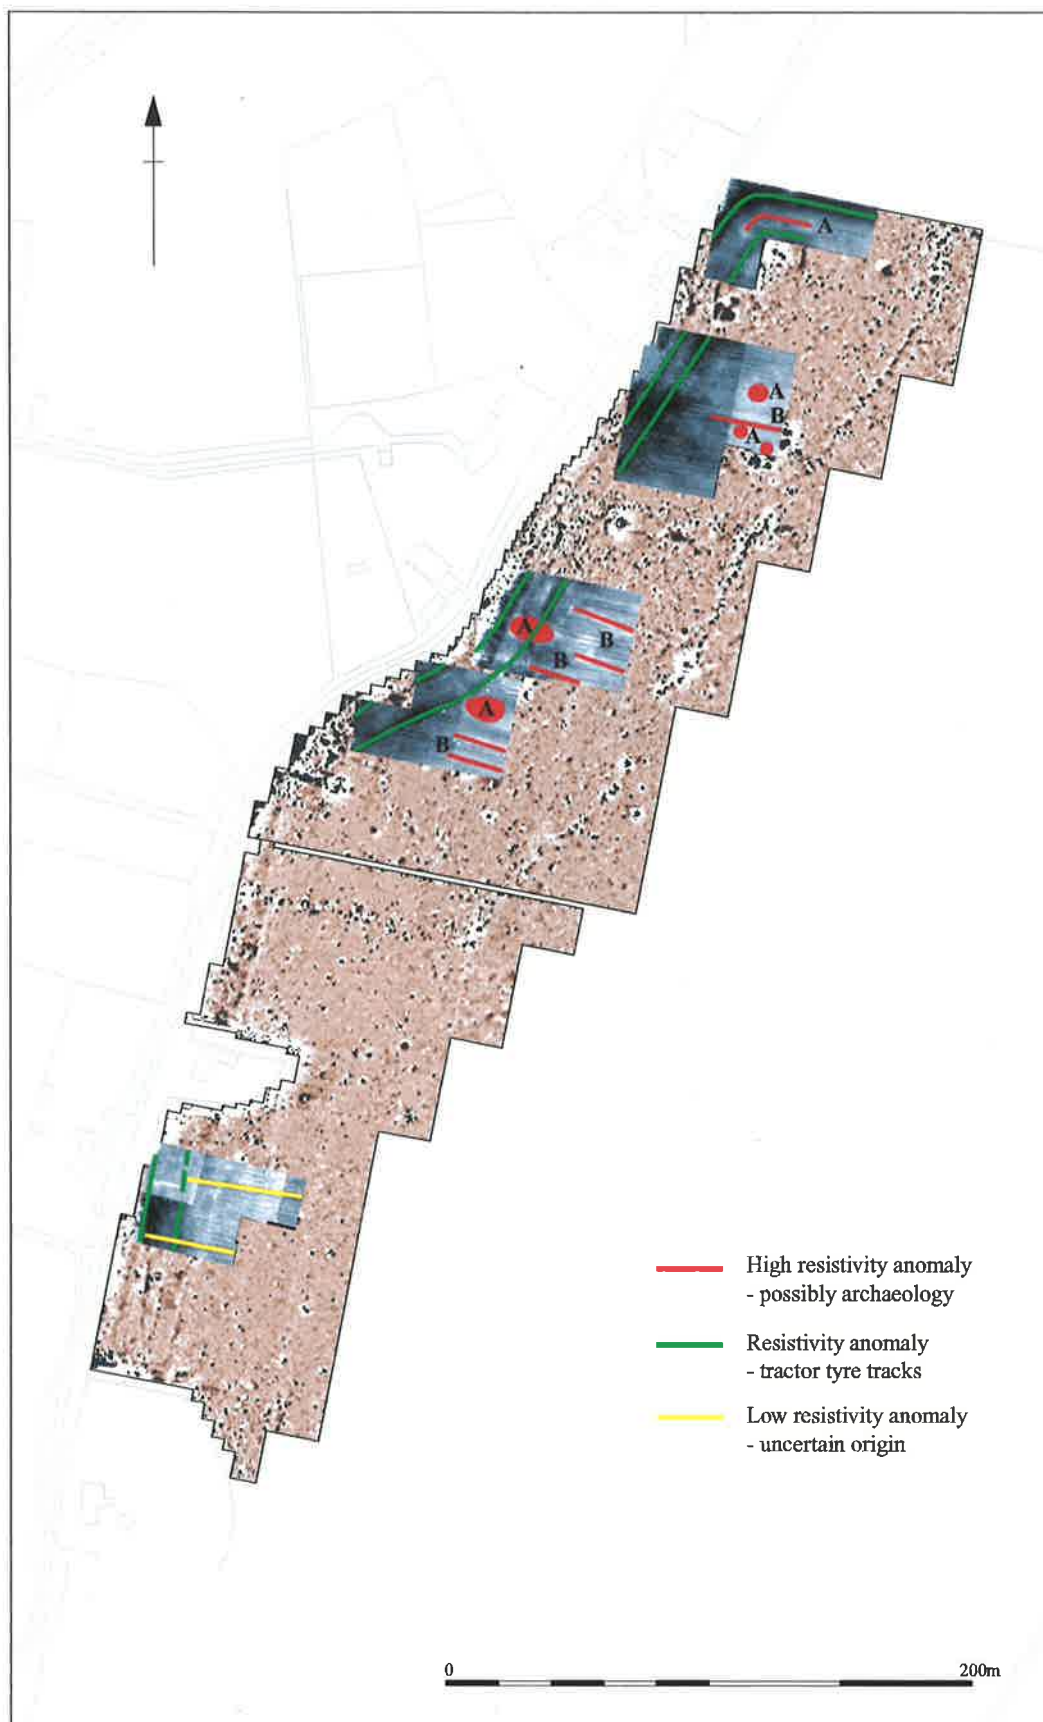 A
A
B
A
A
B
B
A
B
High resistivity anomaly
- possibly archaeology
Resistivity anomaly
- tractor tyre tracks
Low resistivity anomaly
- uncertain origin
0 200m